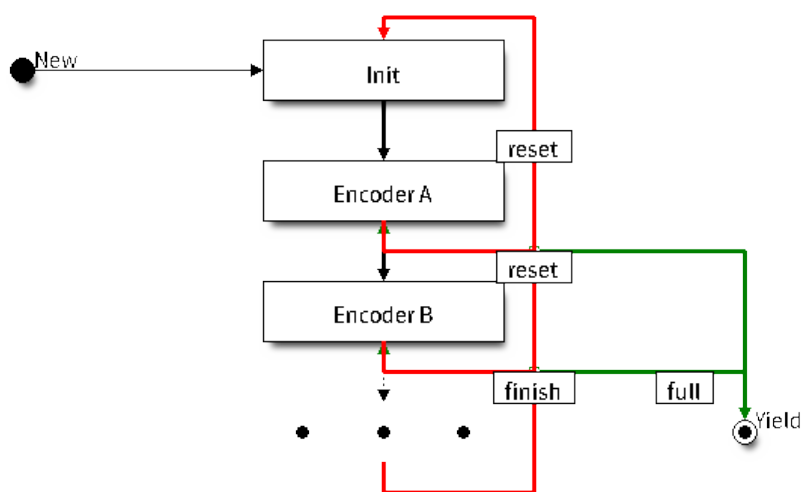 New
Init
reset
Encoder A
reset
Encoder B
finish
full
Yield